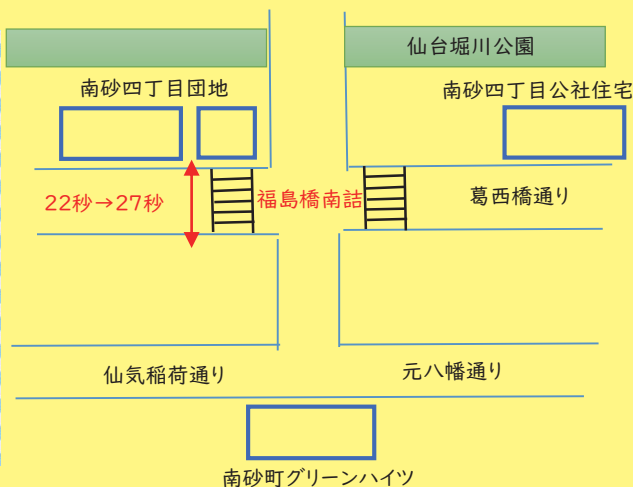 仙台堀川公園
南砂四丁目団地
南砂四丁目公社住宅
22秒→27秒
福島橋南詰
葛西橋通り
仙気稲荷通り
元八幡通り
南砂町グリーンハイツ